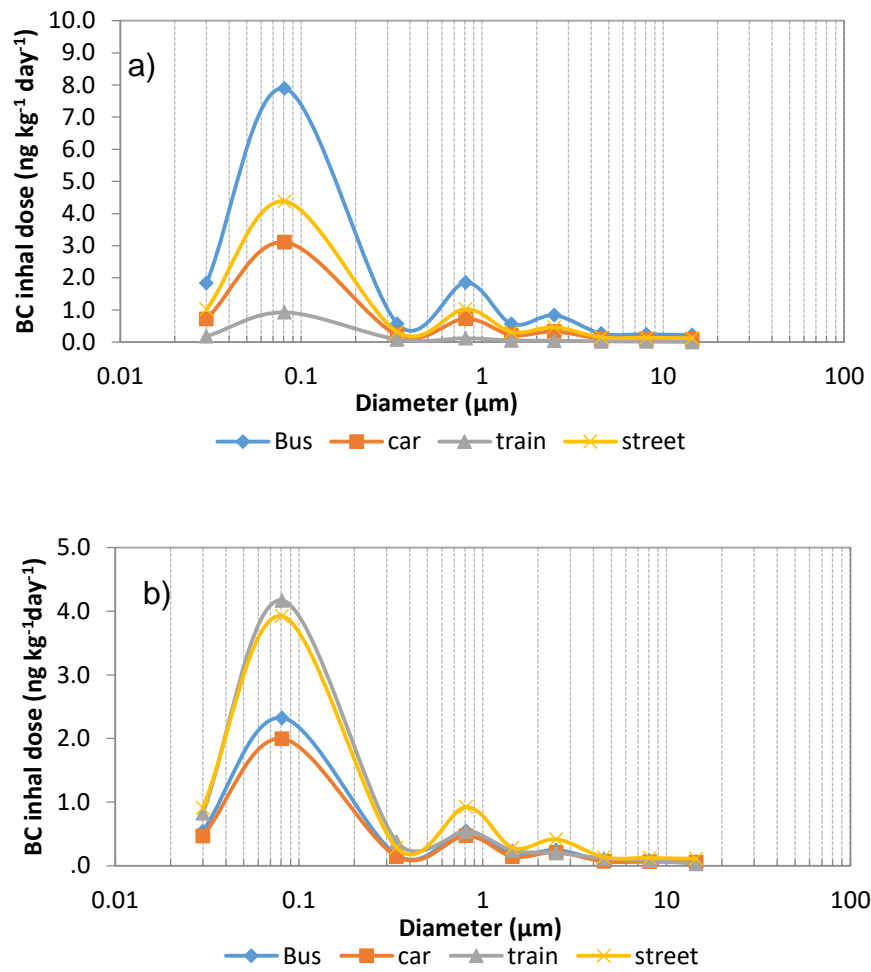 a)
BC inhal dose (ng kg⁻¹ day⁻¹)
10.0
9.0
8.0
7.0
6.0
5.0
4.0
3.0
2.0
1.0
0.0
0.01 0.1 1 10 100
Diameter (μm)
Bus car train street
b)
BC inhal dose (ng kg⁻¹day⁻¹)
5.0
4.0
3.0
2.0
1.0
.0
0.01 0.1 1 10 100
Diameter (μm)
Bus car train street